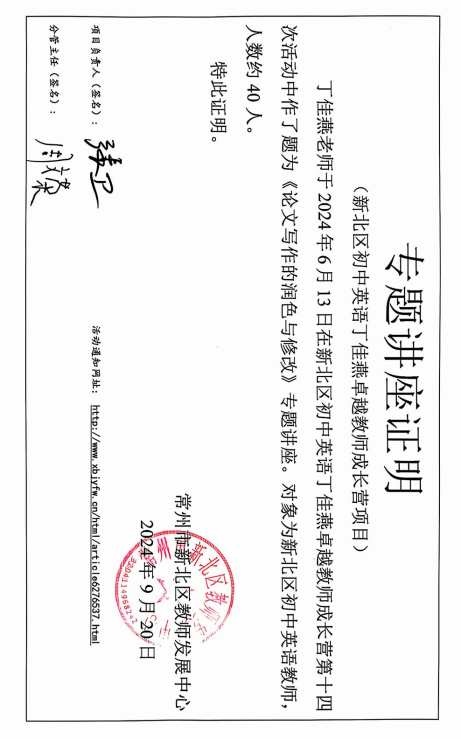 专题讲座证明
（新北区初中英语丁佳燕卓越教师成长营项目）
丁佳燕老师于 2024 年 6 月 13 日在新北区初中英语丁佳燕卓越教师成长营第十四
次活动中作了题为《论文写作的润色与修改》专题讲座。对象为新北区初中英语教师，
人数约 40 人。
特此证明。
常州市新北区教师发展中心
2024 年 9 月 20 日
项目负责人（签名）：
活动通知网址： http://www.xbjyfw.cn/html/article6276537.html
分管主任（签名）：